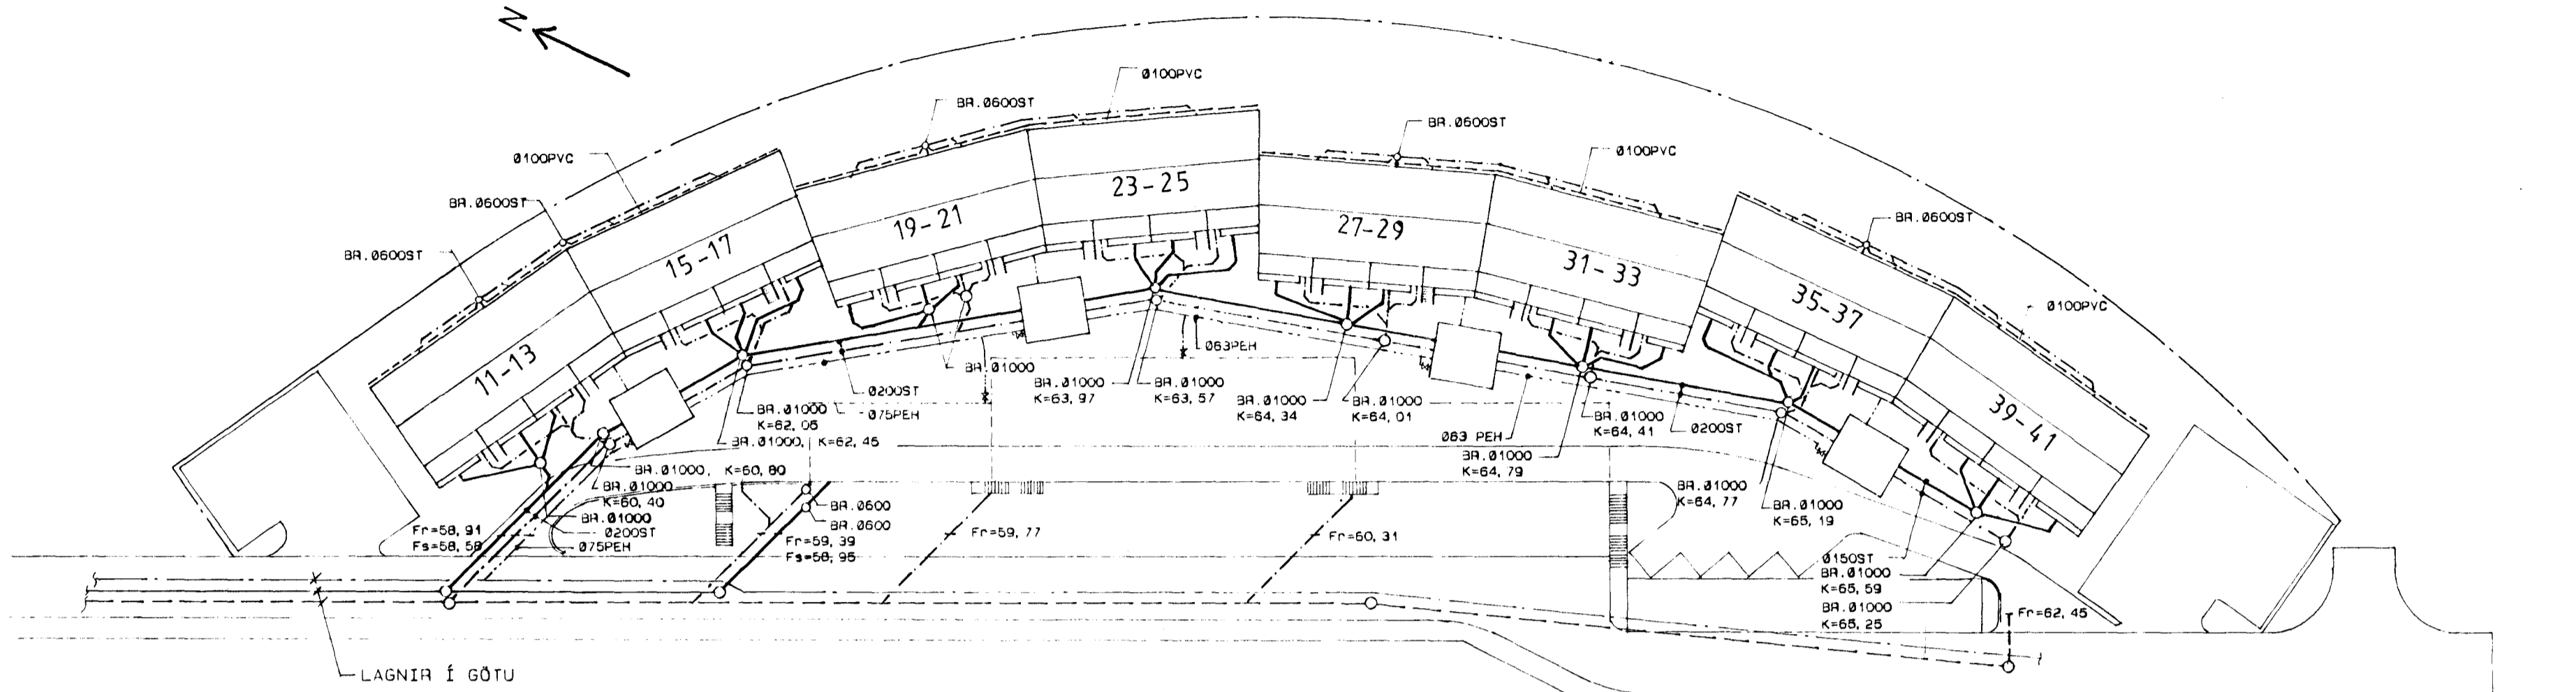 N
Ø100PVC
BR.Ø600ST
BR.Ø600ST
Ø100PVC
Ø100PVC
23-25
BR.Ø600ST
19-21
BR.Ø600ST
27-29
BR.Ø600ST
15-17
31-33
35-37
Ø100PVC
11-13
Ø63PEH
BR.Ø1000
Ø200ST
Ø75PEH
BR.Ø1000
K=63,97
BR.Ø1000
K=63,57
BR.Ø1000
K=64,34
BR.Ø1000
K=64,01
39-41
BR.Ø1000
K=62,05
BR.Ø1000, K=62,45
BR.Ø1000
K=64,41
Ø200ST
Ø63 PEH
BR.Ø1000
K=64,79
BR.Ø1000, K=60,80
BR.Ø1000
K=60,40
BR.Ø1000
K=64,77
BR.Ø1000
K=65,19
BR.Ø1000
Ø200ST
Ø75PEH
Fr=58,91
Fs=58,58
BR.Ø600
BR.Ø600
Fr=59,39
Fs=58,95
Fr=59,77
Fr=60,31
Ø150ST
BR.Ø1000
K=65,59
BR.Ø1000
K=65,25
Fr=62,45
LAGNIR Í GÖTU